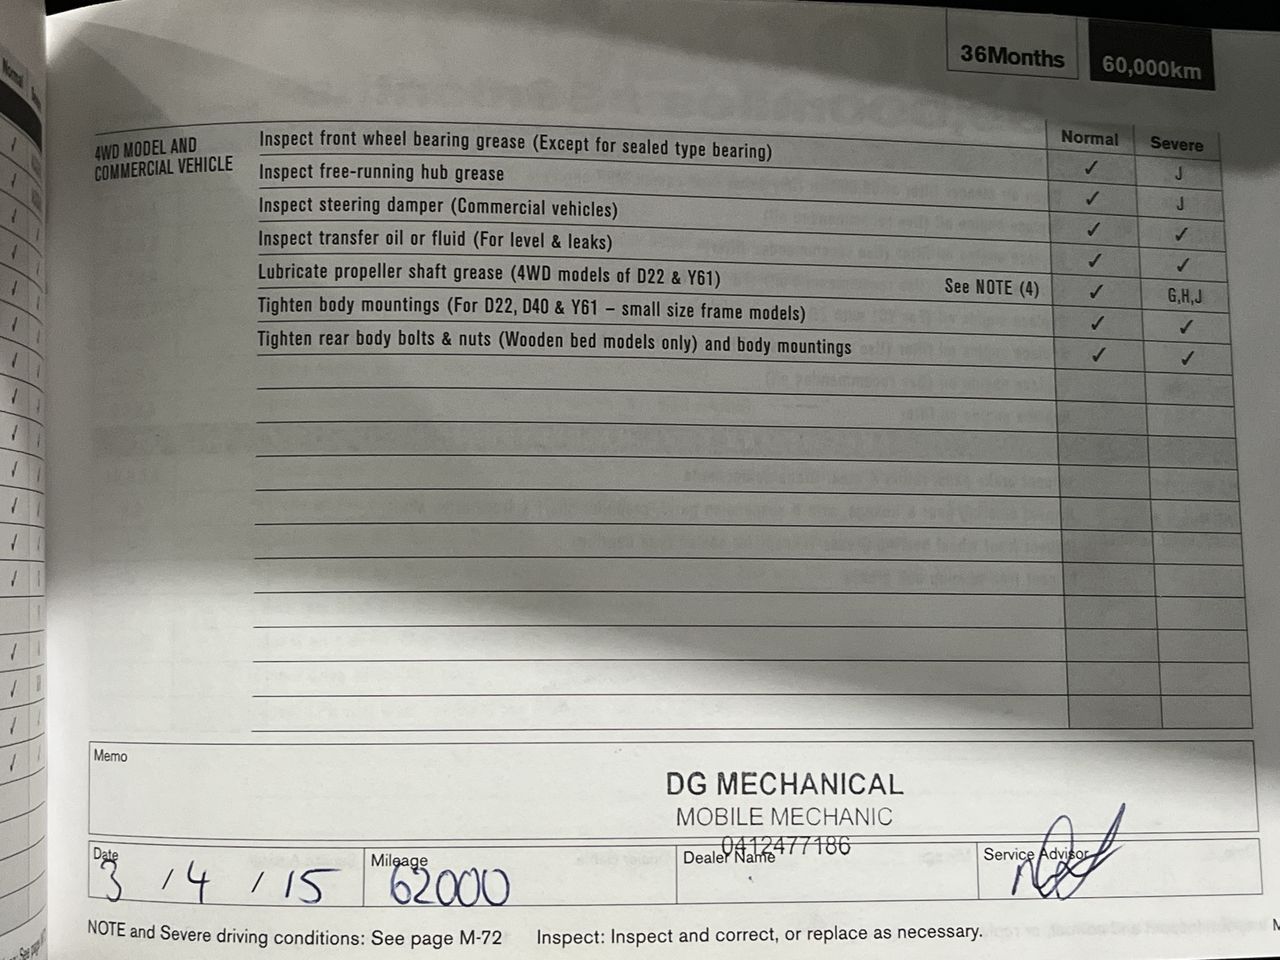 36Months 60,000km
Normal Severe
4WD MODEL AND
COMMERCIAL VEHICLE
Inspect front wheel bearing grease (Except for sealed type bearing) ✓ J
Inspect free-running hub grease ✓ J
Inspect steering damper (Commercial vehicles) ✓ ✓
Inspect transfer oil or fluid (For level & leaks) ✓ ✓
Lubricate propeller shaft grease (4WD models of D22 & Y61) See NOTE (4) ✓ G,H,J
Tighten body mountings (For D22, D40 & Y61 – small size frame models) ✓ ✓
Tighten rear body bolts & nuts (Wooden bed models only) and body mountings ✓ ✓
Memo
DG MECHANICAL
MOBILE MECHANIC
0412477186
Date Mileage Dealer Name Service Advisor
3 / 4 / 15 62000
NOTE and Severe driving conditions: See page M-72 Inspect: Inspect and correct, or replace as necessary.